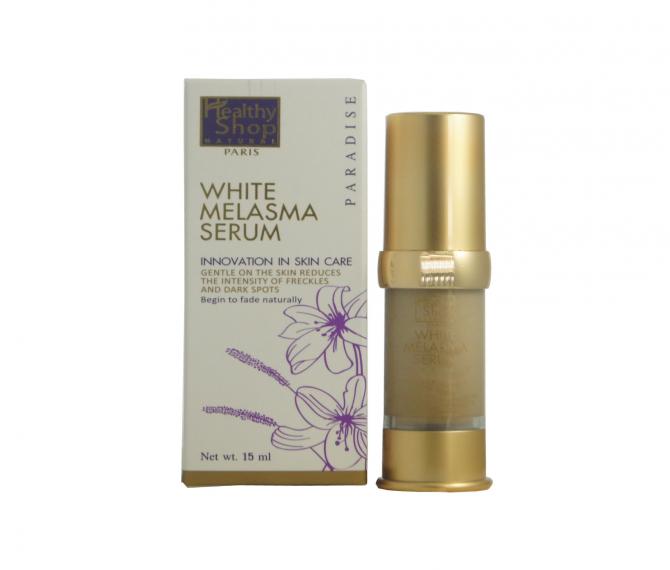 Healthy
Shop
NATURAL
PARIS
PARADISE
WHITE
MELASMA
SERUM
INNOVATION IN SKIN CARE
GENTLE ON THE SKIN REDUCES
THE INTENSITY OF FRECKLES
AND DARK SPOTS
Begin to fade naturally
Net wt. 15 ml
Shop
WHITE
MELASMA
SERUM